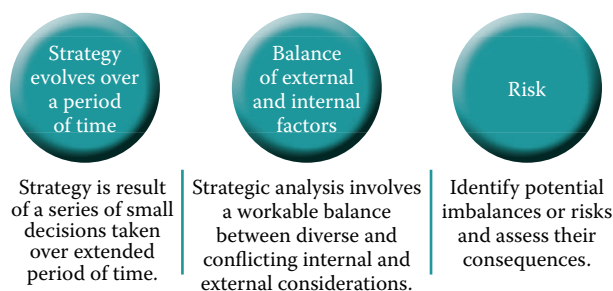 Strategy
evolves over
a period
of time
Balance
of external
and internal
factors
Risk
Strategy is result
of a series of small
decisions taken
over extended
period of time.
Strategic analysis involves
a workable balance
between diverse and
conflicting internal and
external considerations.
Identify potential
imbalances or risks
and assess their
consequences.